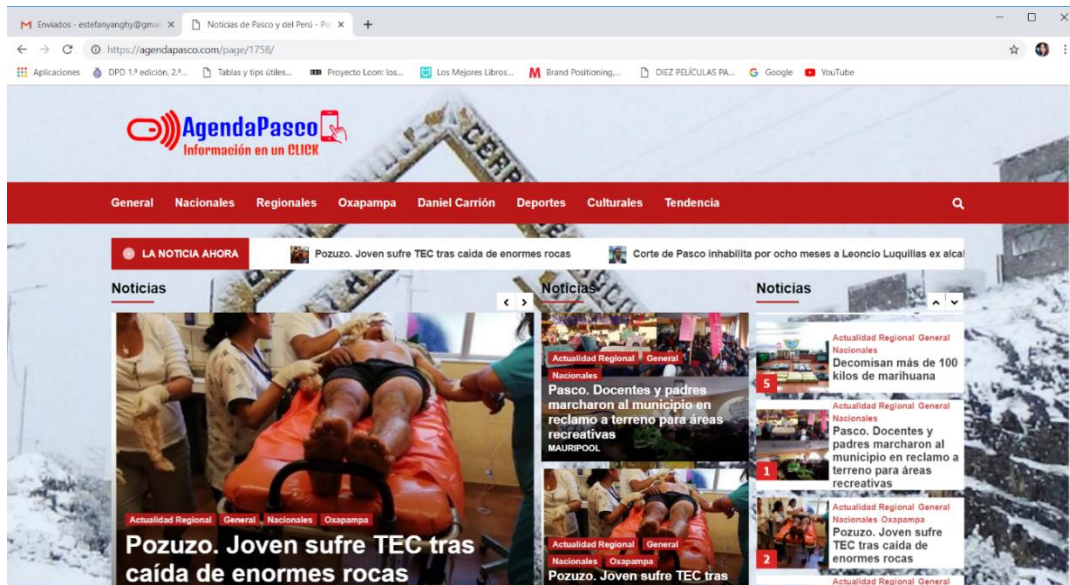 Enviados - estefanyanghy@gmai
Noticias de Pasco y del Perú - Pa
https://agendapasco.com/page/1758/
Aplicaciones
DPD 1.ª edición, 2.ª...
Tablas y tips útiles...
Proyecto Loon: los...
Los Mejores Libros...
Brand Positioning,...
DIEZ PELÍCULAS PA...
Google
YouTube
AgendaPasco
Información en un CLICK
General Nacionales Regionales Oxapampa Daniel Carrión Deportes Culturales Tendencia
LA NOTICIA AHORA
Pozuzo. Joven sufre TEC tras caída de enormes rocas
Corte de Pasco inhabilita por ocho meses a Leoncio Luquillas ex alcal
Noticias
Actualidad Regional General Nacionales Oxapampa
Pozuzo. Joven sufre TEC tras
caída de enormes rocas
Noticias
Actualidad Regional General
Nacionales
Pasco. Docentes y padres
marcharon al municipio en
reclamo a terreno para áreas
recreativas
MAURIPOOL
Actualidad Regional General
Nacionales Oxapampa
Pozuzo. Joven sufre TEC tras
Noticias
Actualidad Regional General
Nacionales
Decomisan más de 100
kilos de marihuana
5
Actualidad Regional General
Nacionales
Pasco. Docentes y
padres marcharon al
municipio en reclamo a
terreno para áreas
recreativas
1
Actualidad Regional General
Nacionales Oxapampa
Pozuzo. Joven sufre
TEC tras caída de
enormes rocas
2
Actualidad Regional General